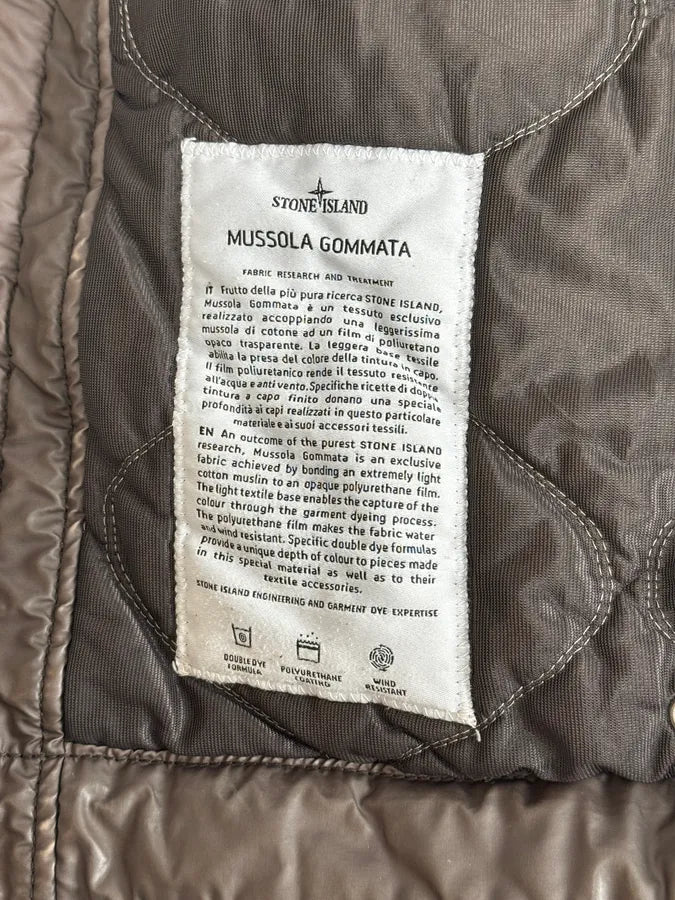 STONE ISLAND
MUSSOLA GOMMATA
FABRIC RESEARCH AND TREATMENT
IT Frutto della più pura ricerca STONE ISLAND,
Mussola Gommata è un tessuto esclusivo
realizzato accoppiando una leggerissima
mussola di cotone ad un film di poliuretano
opaco trasparente. La leggera base tessile
abilita la presa del colore della tintura in capo.
Il film poliuretanico rende il tessuto resistente
all'acqua e anti vento. Specifiche ricette di doppia
tintura a capo finito donano una speciale
profondità ai capi realizzati in questo particolare
materiale e ai suoi accessori tessili.
EN An outcome of the purest STONE ISLAND
research, Mussola Gommata is an exclusive
fabric achieved by bonding an extremely light
cotton muslin to an opaque polyurethane film.
The light textile base enables the capture of the
colour through the garment dyeing process.
The polyurethane film makes the fabric water
and wind resistant. Specific double dye formulas
provide a unique depth of colour to pieces made
in this special material as well as to their
textile accessories.
STONE ISLAND ENGINEERING AND GARMENT DYE EXPERTISE
DOUBLE DYE
FORMULA
POLYURETHANE
COATING
WIND
RESISTANT